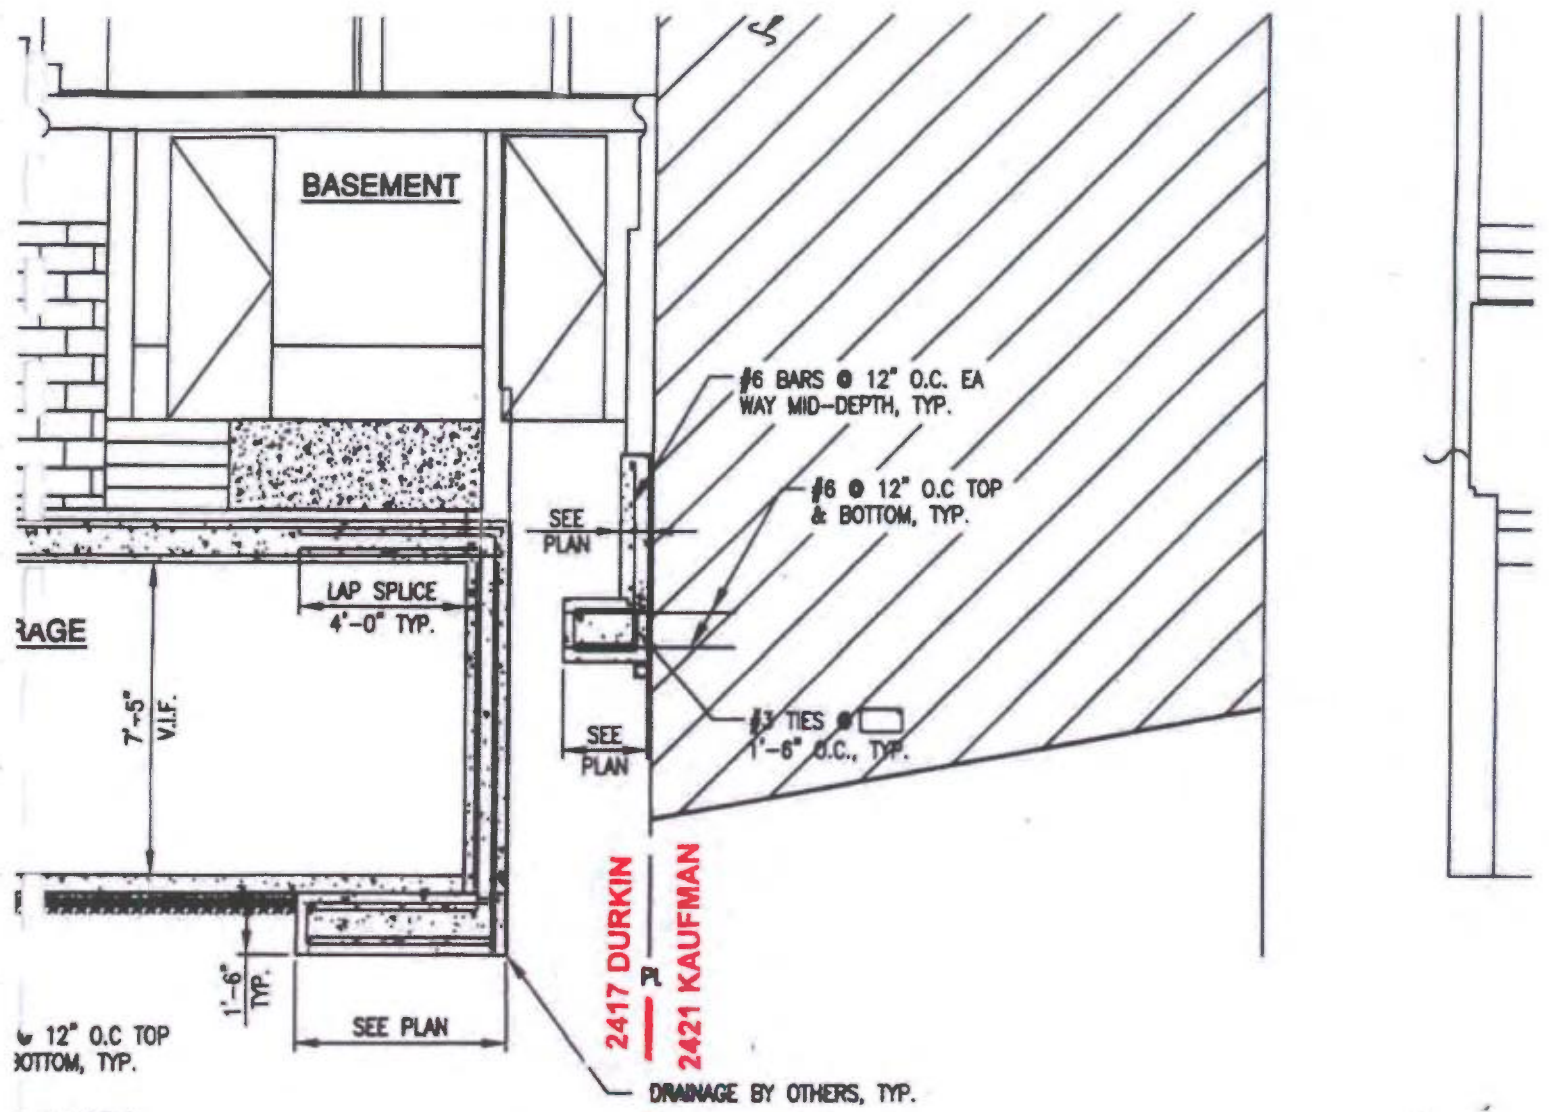 BASEMENT
#6 BARS @ 12" O.C. EA
WAY MID-DEPTH, TYP.
#6 @ 12" O.C TOP
& BOTTOM, TYP.
SEE
PLAN
LAP SPLICE
4'-0" TYP.
RAGE
7'-5"
V.I.F.
#3 TIES @
1'-6" O.C., TYP.
SEE
PLAN
2417 DURKIN
PL
2421 KAUFMAN
1'-6"
TYP.
SEE PLAN
12" O.C TOP
BOTTOM, TYP.
DRAINAGE BY OTHERS, TYP.